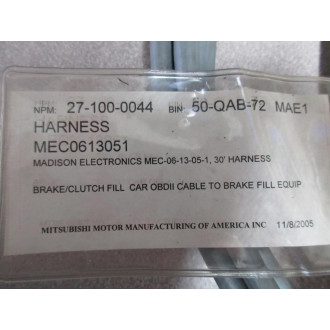 NPM: 27-100-0044 BIN: 50-QAB-72 MAE1
HARNESS
MEC0613051
MADISON ELECTRONICS MEC-06-13-05-1, 30' HARNESS
BRAKE/CLUTCH FILL CAR OBDII CABLE TO BRAKE FILL EQUIP
MITSUBISHI MOTOR MANUFACTURING OF AMERICA INC 11/8/2005